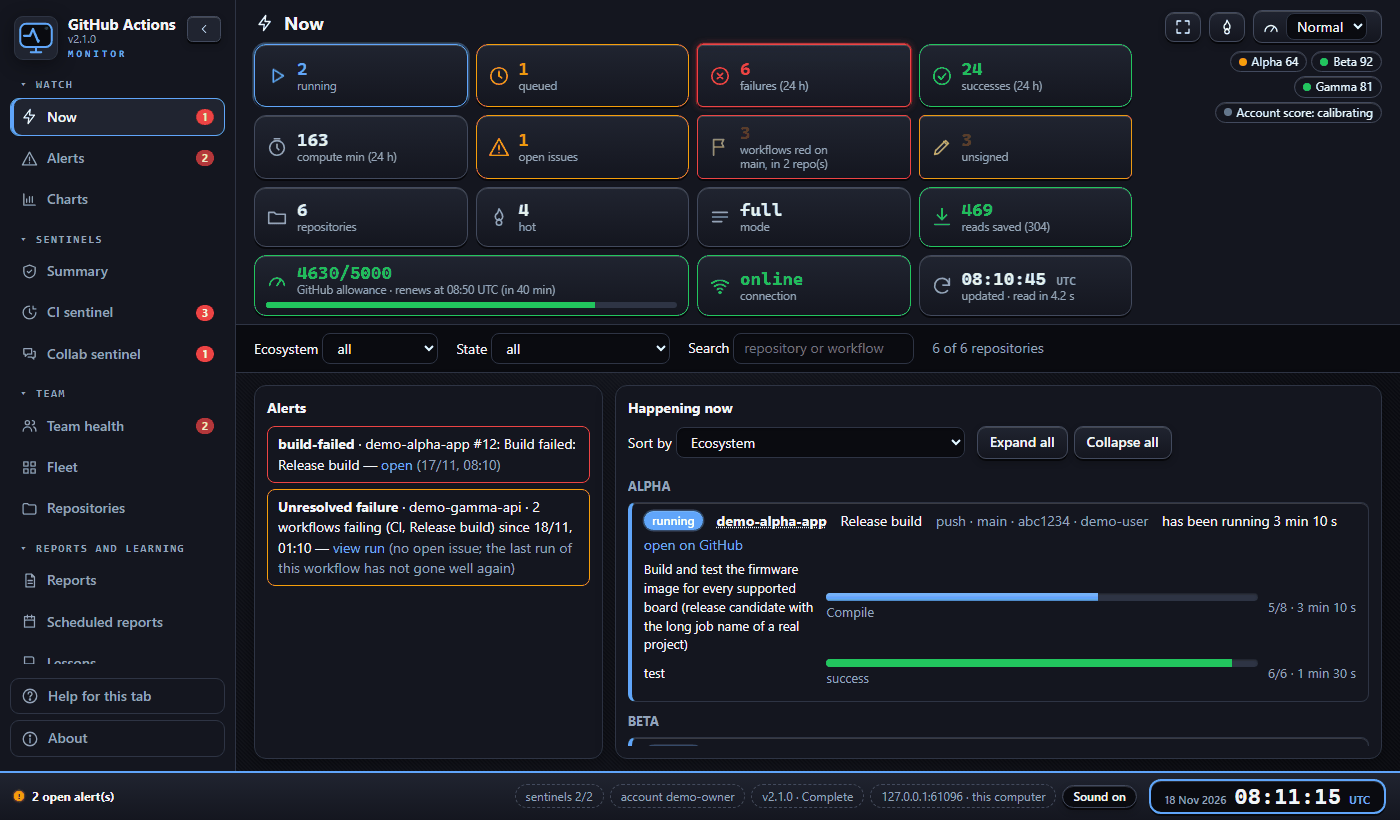 GitHub Actions
v2.1.0
MONITOR
WATCH
Now 1
Alerts 2
Charts
SENTINELS
Summary
CI sentinel 3
Collab sentinel 1
TEAM
Team health 2
Fleet
Repositories
REPORTS AND LEARNING
Reports
Scheduled reports
Lessons
Help for this tab
About
Now
Normal
Alpha 64
Beta 92
Gamma 81
Account score: calibrating
2
running
1
queued
6
failures (24 h)
24
successes (24 h)
163
compute min (24 h)
1
open issues
3
workflows red on
main, in 2 repo(s)
3
unsigned
6
repositories
4
hot
full
mode
469
reads saved (304)
4630/5000
GitHub allowance · renews at 08:50 UTC (in 40 min)
online
connection
08:10:45 UTC
updated · read in 4.2 s
Ecosystem all State all Search repository or workflow 6 of 6 repositories
Alerts
build-failed · demo-alpha-app #12: Build failed:
Release build — open (17/11, 08:10)
Unresolved failure · demo-gamma-api · 2
workflows failing (CI, Release build) since 18/11,
01:10 — view run (no open issue; the last run of
this workflow has not gone well again)
Happening now
Sort by Ecosystem Expand all Collapse all
ALPHA
running demo-alpha-app Release build push · main · abc1234 · demo-user has been running 3 min 10 s
open on GitHub
Build and test the firmware
image for every supported
board (release candidate with
the long job name of a real
project)
Compile
5/8 · 3 min 10 s
test
success
6/6 · 1 min 30 s
BETA
2 open alert(s)
sentinels 2/2
account demo-owner
v2.1.0 · Complete
127.0.0.1:61096 · this computer
Sound on
18 Nov 2026 08:11:15 UTC